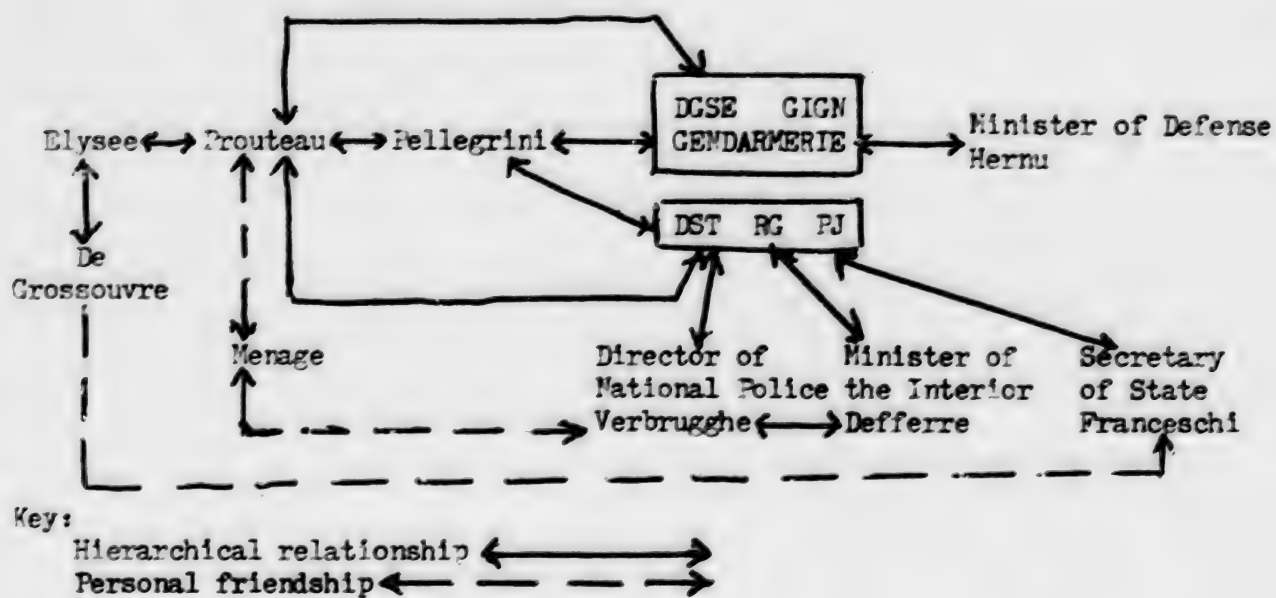 DGSE GIGN
GENDARMERIE
Elysee Prouteau Pellegrini
Minister of Defense
Hernu
DST RG PJ
De
Grossouvre
Menage
Director of
National Police
Verbrugghe
Minister of
the Interior
Defferre
Secretary
of State
Franceschi
Key:
Hierarchical relationship
Personal friendship